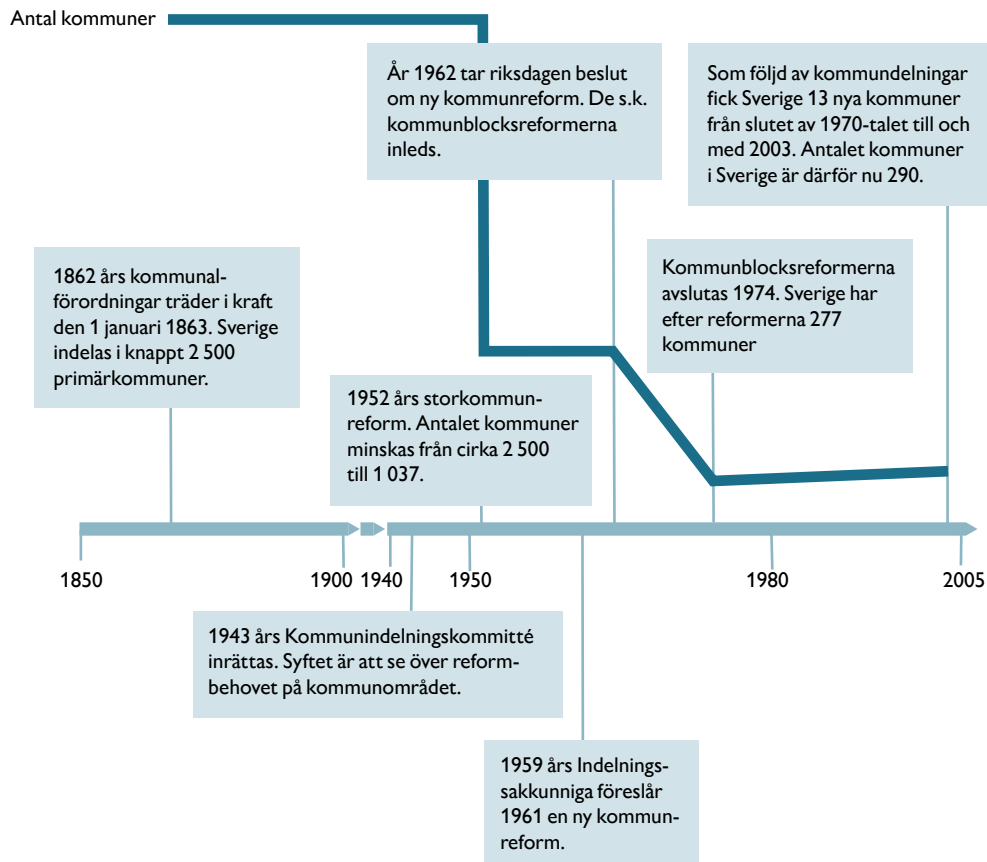 Antal kommuner
År 1962 tar riksdagen beslut
om ny kommunreform. De s.k.
kommunblocksreformerna
inleds.
Som följd av kommundelningar
fick Sverige 13 nya kommuner
från slutet av 1970-talet till och
med 2003. Antalet kommuner
i Sverige är därför nu 290.
1862 års kommunal-
förordningar träder i kraft
den 1 januari 1863. Sverige
indelas i knappt 2 500
primärkommuner.
Kommunblocksreformerna
avslutas 1974. Sverige har
efter reformerna 277
kommuner
1952 års storkommun-
reform. Antalet kommuner
minskas från cirka 2 500
till 1 037.
1850 1900 1940 1950 1980 2005
1943 års Kommunindelningskommitté
inrättas. Syftet är att se över reform-
behovet på kommunområdet.
1959 års Indelnings-
sakkunniga föreslår
1961 en ny kommun-
reform.